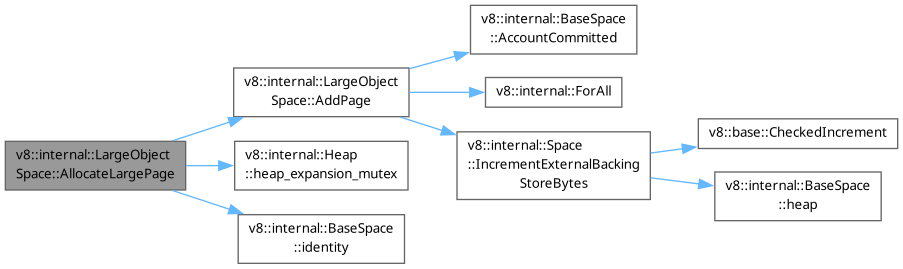 v8::internal::LargeObject
Space::AllocateLargePage
v8::internal::LargeObject
Space::AddPage
v8::internal::BaseSpace
::AccountCommitted
v8::internal::ForAll
v8::internal::Space
::IncrementExternalBacking
StoreBytes
v8::base::CheckedIncrement
v8::internal::BaseSpace
::heap
v8::internal::Heap
::heap_expansion_mutex
v8::internal::BaseSpace
::identity